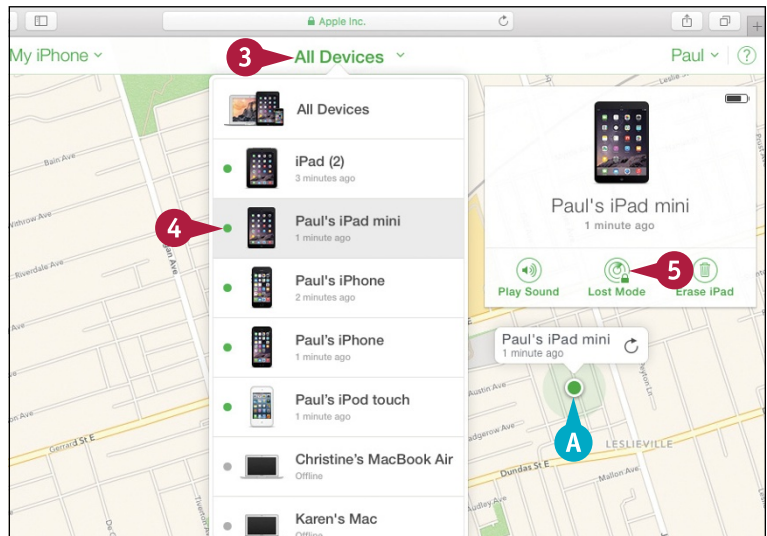 Apple Inc.
My iPhone
3
All Devices
Paul
?
All Devices
iPad (2)
3 minutes ago
4
Paul's iPad mini
1 minute ago
Paul's iPhone
2 minutes ago
Paul's iPhone
1 minute ago
Paul's iPod touch
1 minute ago
Christine's MacBook Air
Offline
Karen's Mac
Offline
Paul's iPad mini
1 minute ago
5
Play Sound
Lost Mode
Erase iPad
Paul's iPad mini
1 minute ago
A
Bain Ave
Riverdale Ave
Ave
Gerrard St E
Tiverton
Austin Ave
LESLIEVILLE
Dundas St E
Mallon Ave